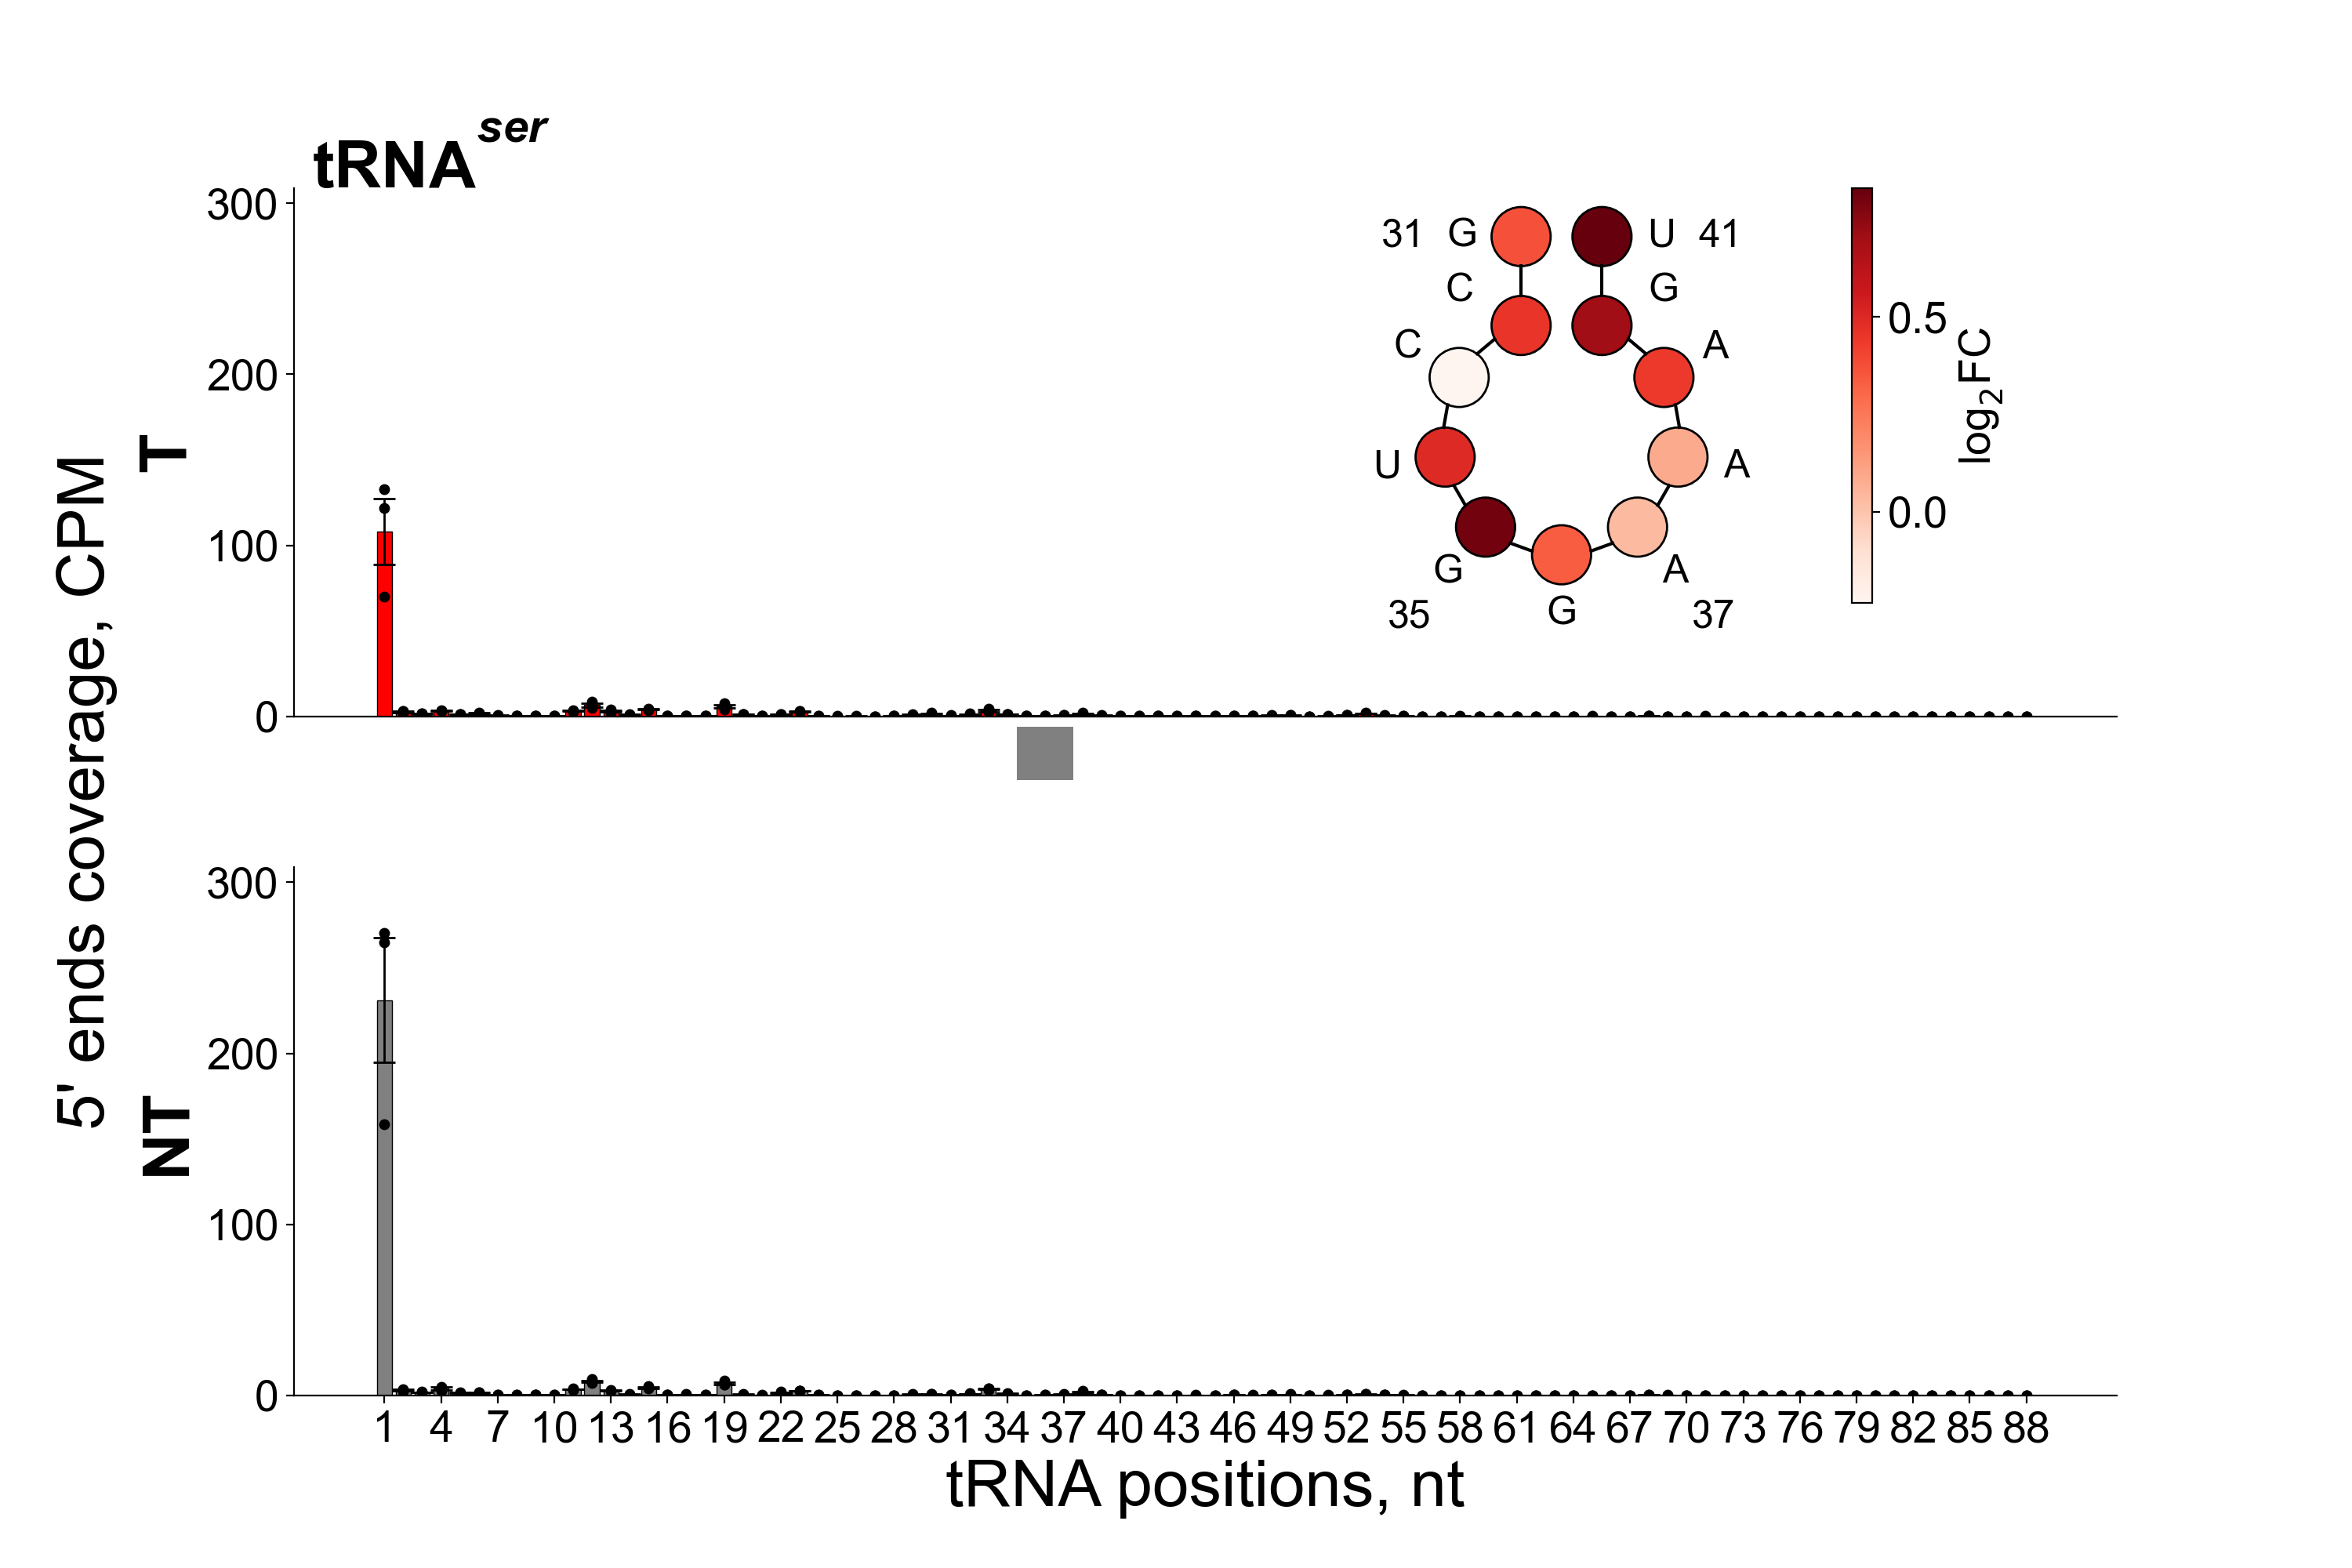 tRNAser
5' ends coverage, CPM
T
300
200
100
0
31 G U 41
C G
C A
U A
G A
35 G 37
0.5
0.0
log2FC
NT
300
200
100
0
1 4 7 10 13 16 19 22 25 28 31 34 37 40 43 46 49 52 55 58 61 64 67 70 73 76 79 82 85 88
tRNA positions, nt